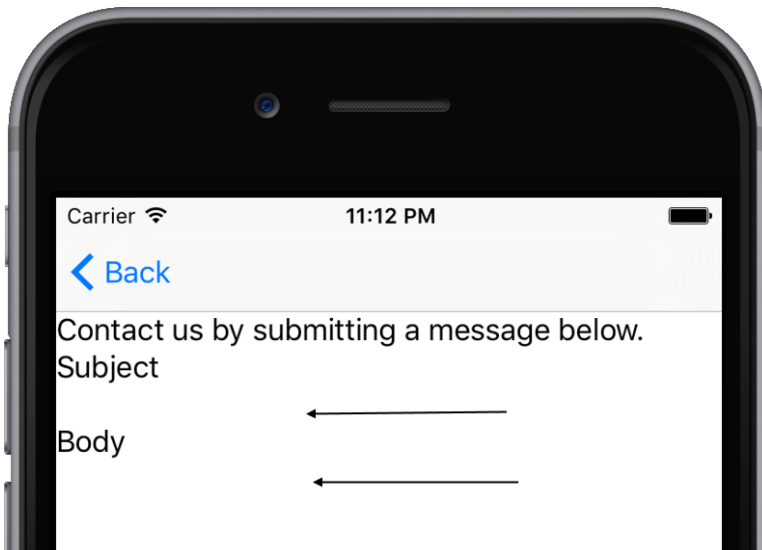 Carrier 11:12 PM
Back
Contact us by submitting a message below.
Subject
Body